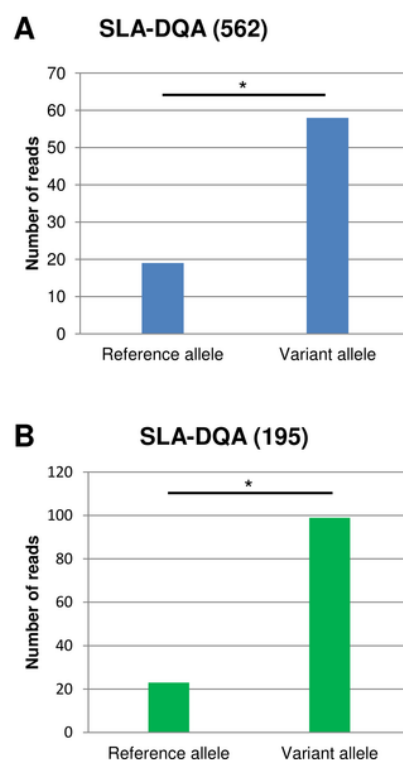 A SLA-DQA (562)
Number of reads
70
60
50
40
30
20
10
0
*
Reference allele Variant allele
B SLA-DQA (195)
Number of reads
120
100
80
60
40
20
0
*
Reference allele Variant allele